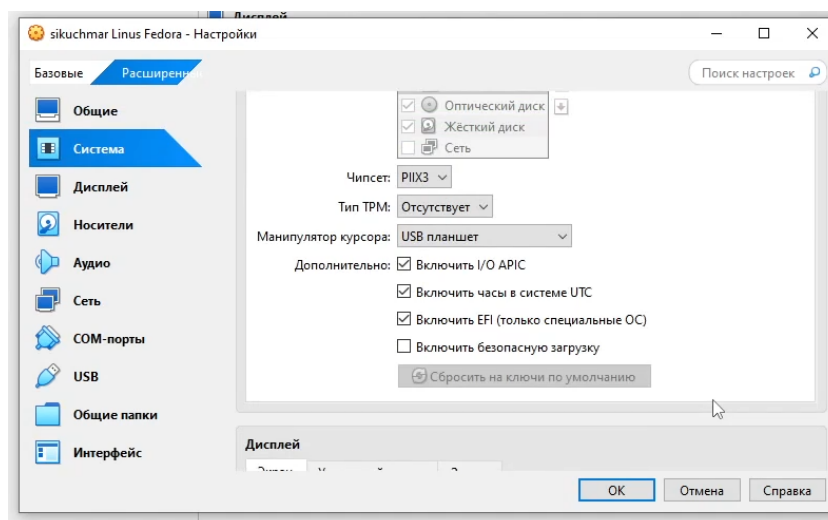 Дисплей
sikuchmar Linus Fedora - Настройки
Базовые Расширенн
Поиск настроек
Общие
Система
Дисплей
Носители
Аудио
Сеть
COM-порты
USB
Общие папки
Интерфейс
Оптический диск
Жёсткий диск
Сеть
Чипсет: PIIX3
Тип TPM: Отсутствует
Манипулятор курсора: USB планшет
Дополнительно: Включить I/O APIC
Включить часы в системе UTC
Включить EFI (только специальные ОС)
Включить безопасную загрузку
Сбросить на ключи по умолчанию
Дисплей
Экран
OK Отмена Справка